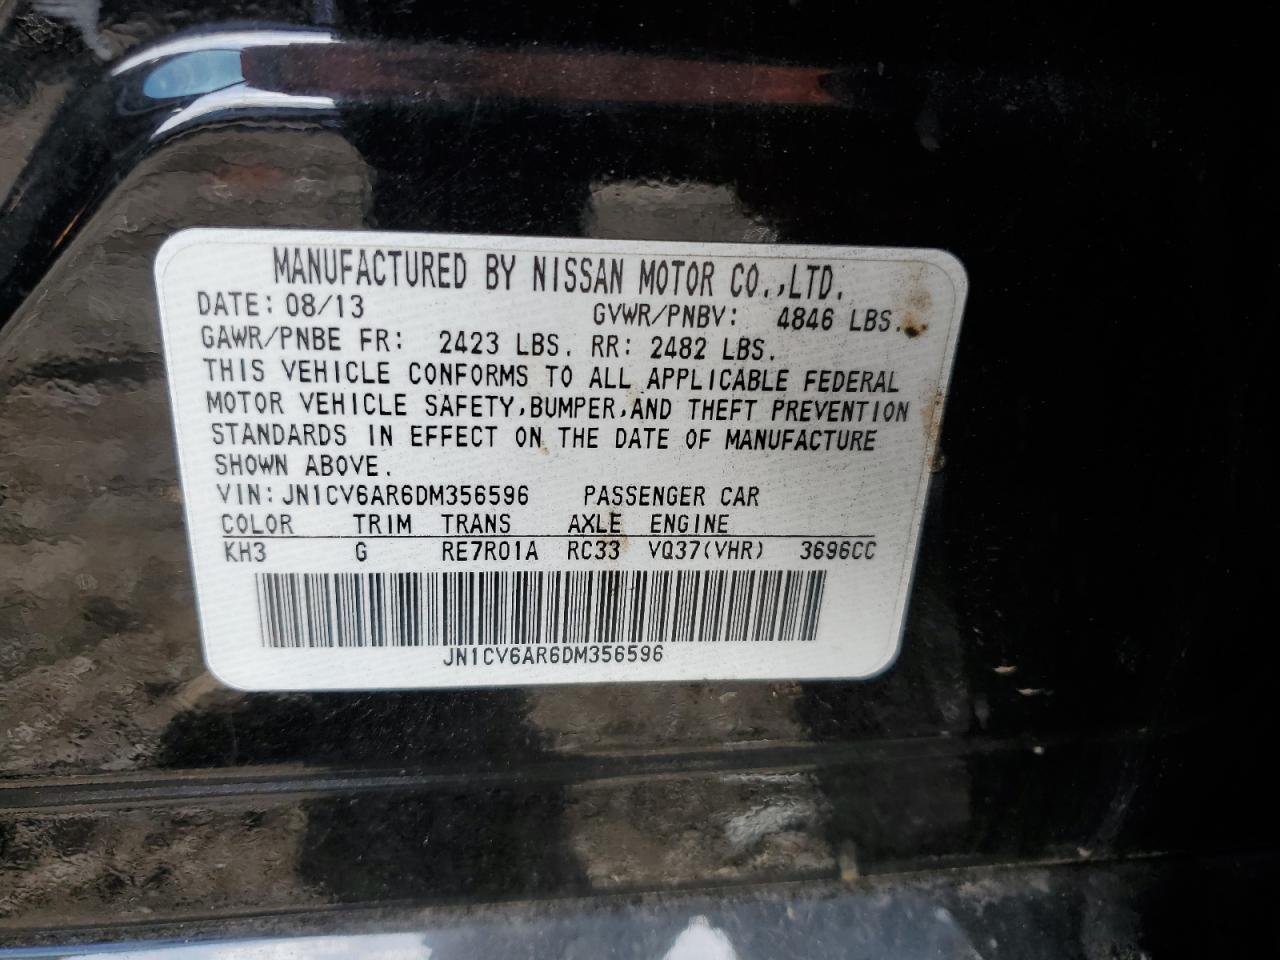 MANUFACTURED BY NISSAN MOTOR CO.,LTD.
DATE: 08/13 GVWR/PNBV: 4846 LBS.
GAWR/PNBE FR: 2423 LBS. RR: 2482 LBS.
THIS VEHICLE CONFORMS TO ALL APPLICABLE FEDERAL
MOTOR VEHICLE SAFETY,BUMPER,AND THEFT PREVENTION
STANDARDS IN EFFECT ON THE DATE OF MANUFACTURE
SHOWN ABOVE.
VIN: JN1CV6AR6DM356596 PASSENGER CAR
COLOR TRIM TRANS AXLE ENGINE
KH3 G RE7R01A RC33 VQ37(VHR) 3696CC
JN1CV6AR6DM356596